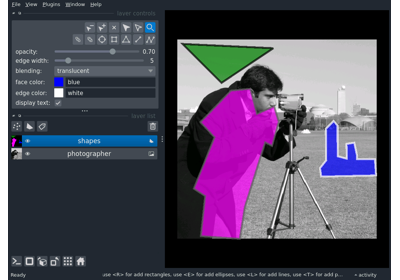 File View Plugins Window Help
layer controls
opacity: 0.70
edge width: 5
blending: translucent
face color: blue
edge color: white
display text:
layer list
shapes
photographer
Ready use <R> for add rectangles, use <E> for add ellipses, use <L> for add lines, use <T> for add p... activity